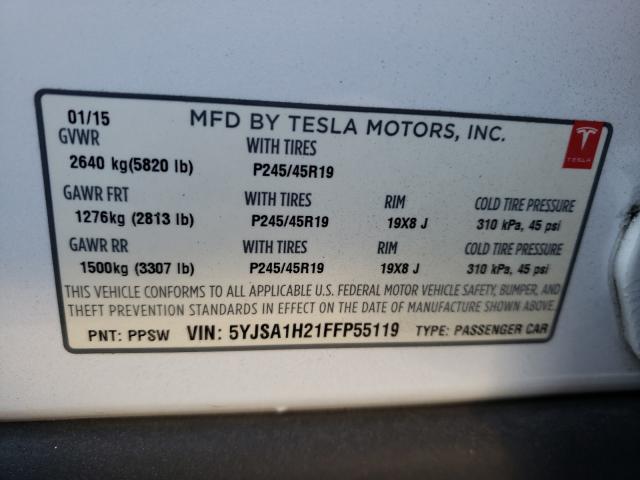 01/15 MFD BY TESLA MOTORS, INC.
GVWR WITH TIRES
2640 kg(5820 lb) P245/45R19
TESLA
GAWR FRT WITH TIRES RIM COLD TIRE PRESSURE
1276kg (2813 lb) P245/45R19 19X8 J 310 kPa, 45 psi
GAWR RR WITH TIRES RIM COLD TIRE PRESSURE
1500kg (3307 lb) P245/45R19 19X8 J 310 kPa, 45 psi
THIS VEHICLE CONFORMS TO ALL APPLICABLE U.S. FEDERAL MOTOR VEHICLE SAFETY, BUMPER, AND
THEFT PREVENTION STANDARDS IN EFFECT ON THE DATE OF MANUFACTURE SHOWN ABOVE.
PNT: PPSW VIN: 5YJSA1H21FFP55119 TYPE: PASSENGER CAR